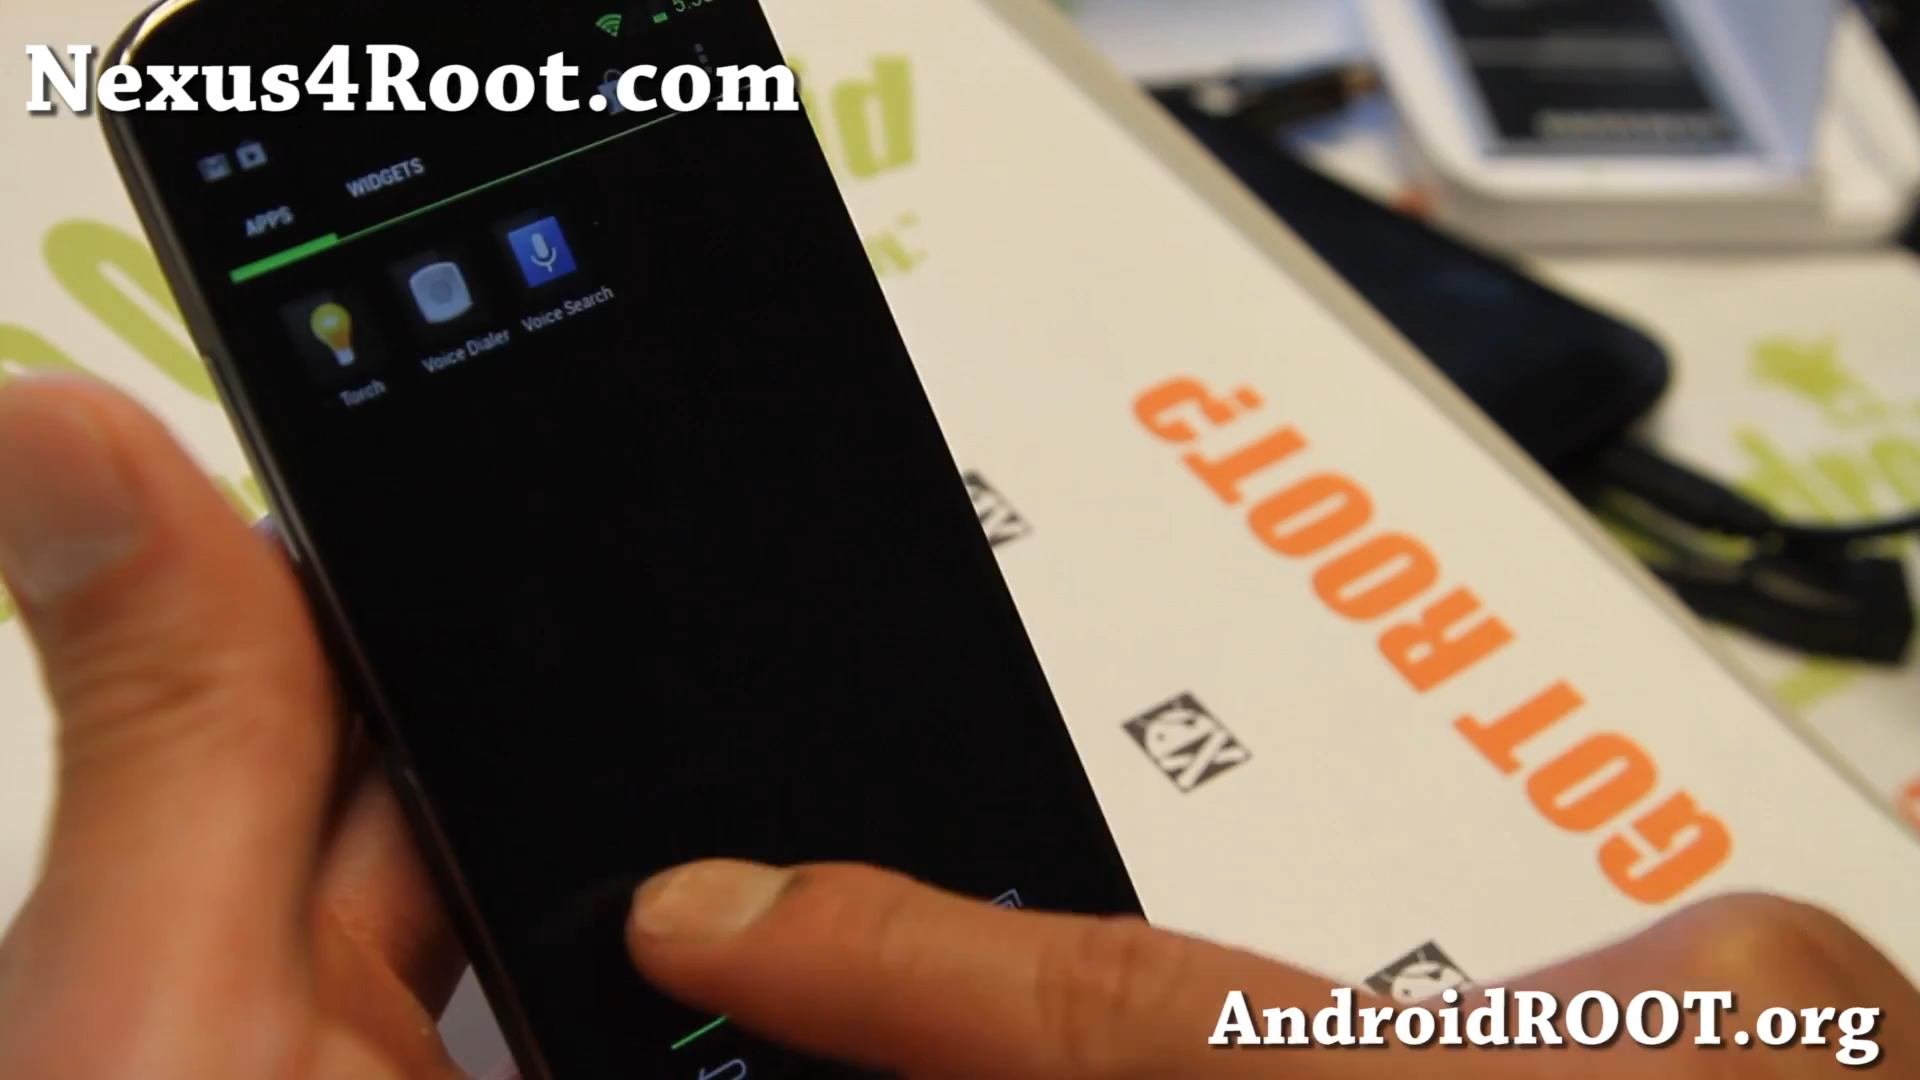 Nexus4Root.com
APPS
WIDGETS
Torch
Voice Dialer
Voice Search
GOT ROOT?
AndroidROOT.org